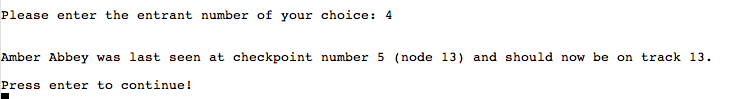 Please enter the entrant number of your choice: 4
Amber Abbey was last seen at checkpoint number 5 (node 13) and should now be on track 13.
Press enter to continue!